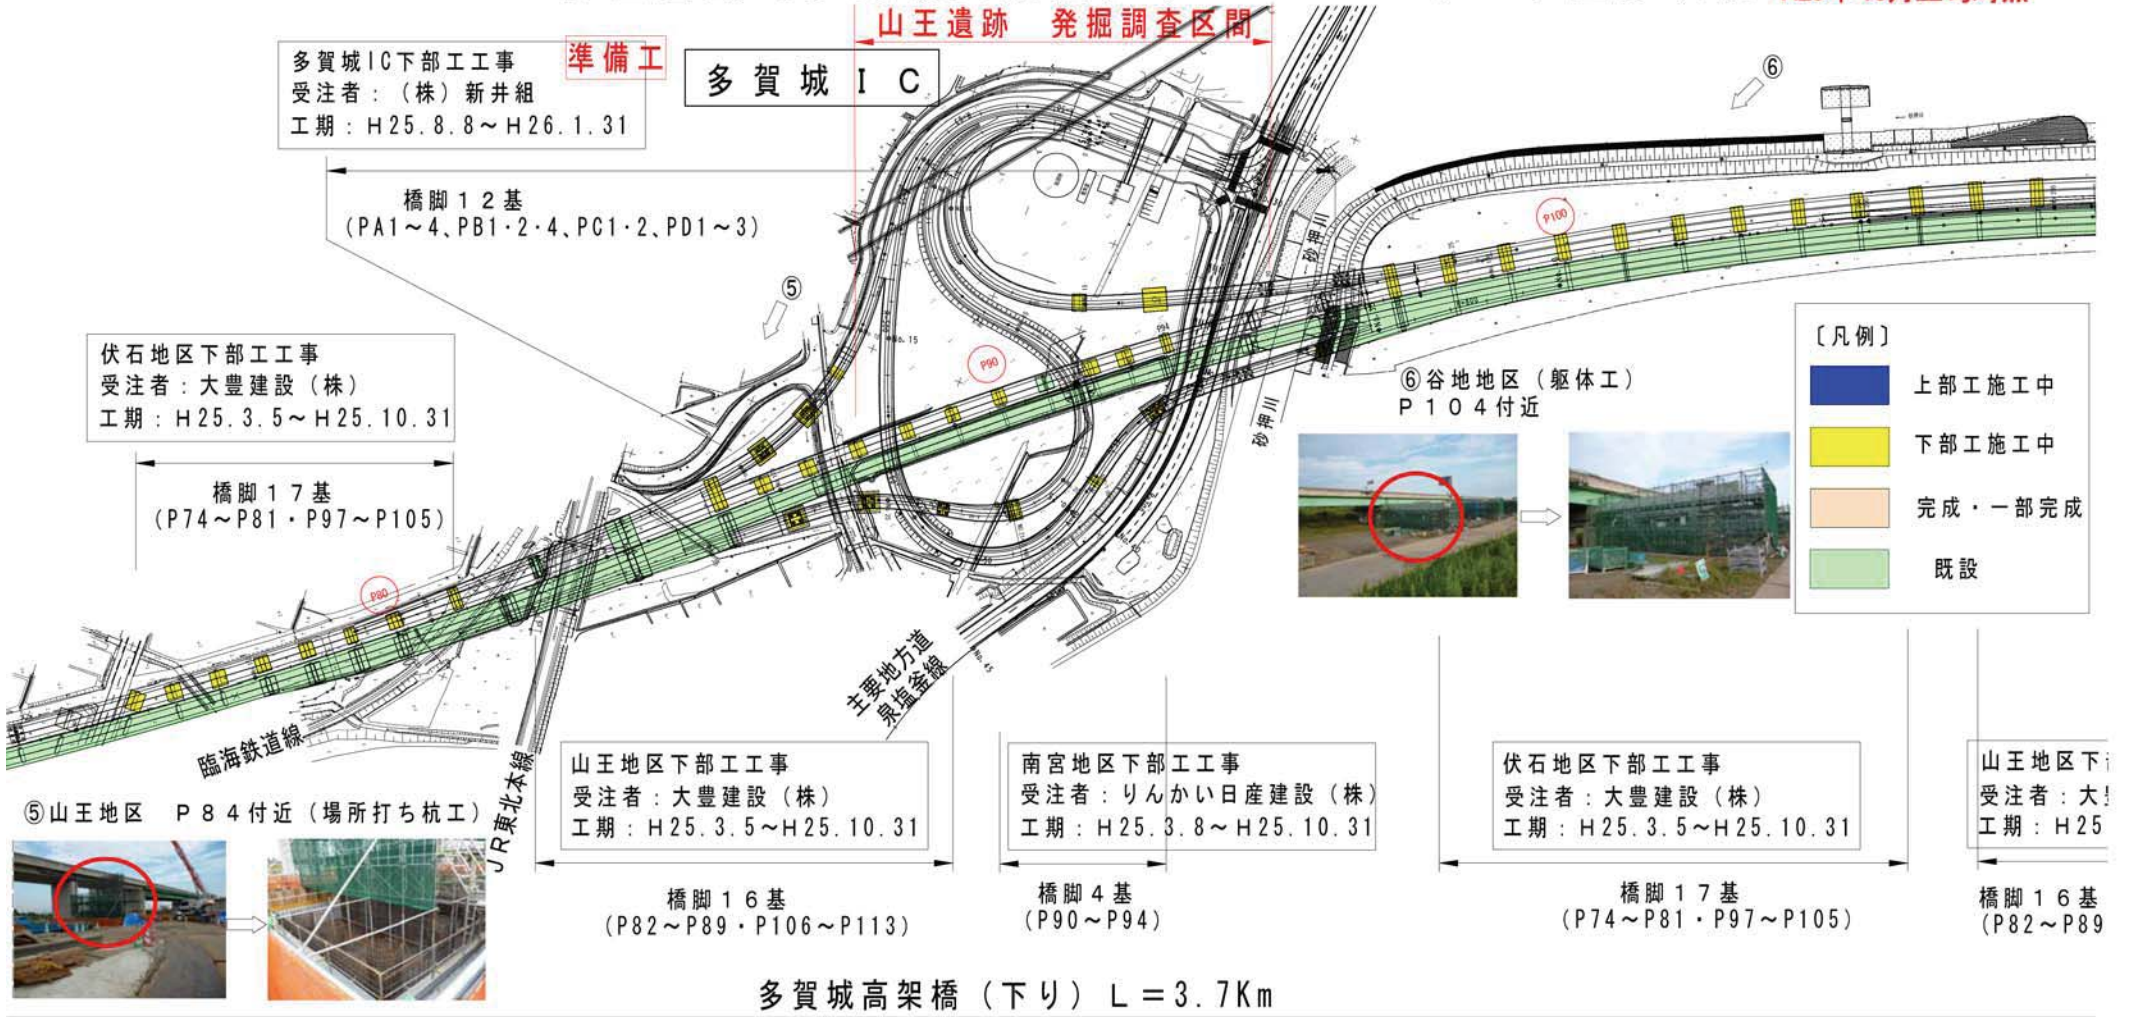 山王遺跡 発掘調査区間
多賀城IC下部工工事
受注者：（株）新井組
工期：H25.8.8～H26.1.31
準備工
多賀城IC
橋脚12基
(PA1～4、PB1・2・4、PC1・2、PD1～3)
⑥
⑤
P100
P90
P80
P94
No.15
No.40
No.45
砂押川
砂押川
伏石地区下部工工事
受注者：大豊建設（株）
工期：H25.3.5～H25.10.31
橋脚17基
(P74～P81・P97～P105)
⑥谷地地区（躯体工）
P104付近
〔凡例〕
上部工施工中
下部工施工中
完成・一部完成
既設
臨海鉄道線
JR東北本線
主要地方道
泉塩釜線
⑤山王地区 P84付近（場所打ち杭工）
山王地区下部工工事
受注者：大豊建設（株）
工期：H25.3.5～H25.10.31
橋脚16基
(P82～P89・P106～P113)
南宮地区下部工工事
受注者：りんかい日産建設（株）
工期：H25.3.8～H25.10.31
橋脚4基
(P90～P94)
伏石地区下部工工事
受注者：大豊建設（株）
工期：H25.3.5～H25.10.31
橋脚17基
(P74～P81・P97～P105)
山王地区下
受注者：大
工期：H25
橋脚16基
(P82～P89
多賀城高架橋（下り）L＝3.7Km